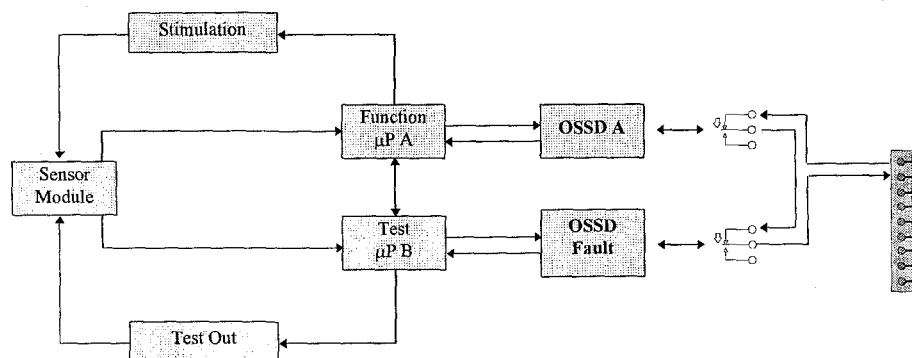 Stimulation
Function
µP A
OSSD A
Sensor
Module
Test
µP B
OSSD
Fault
Test Out